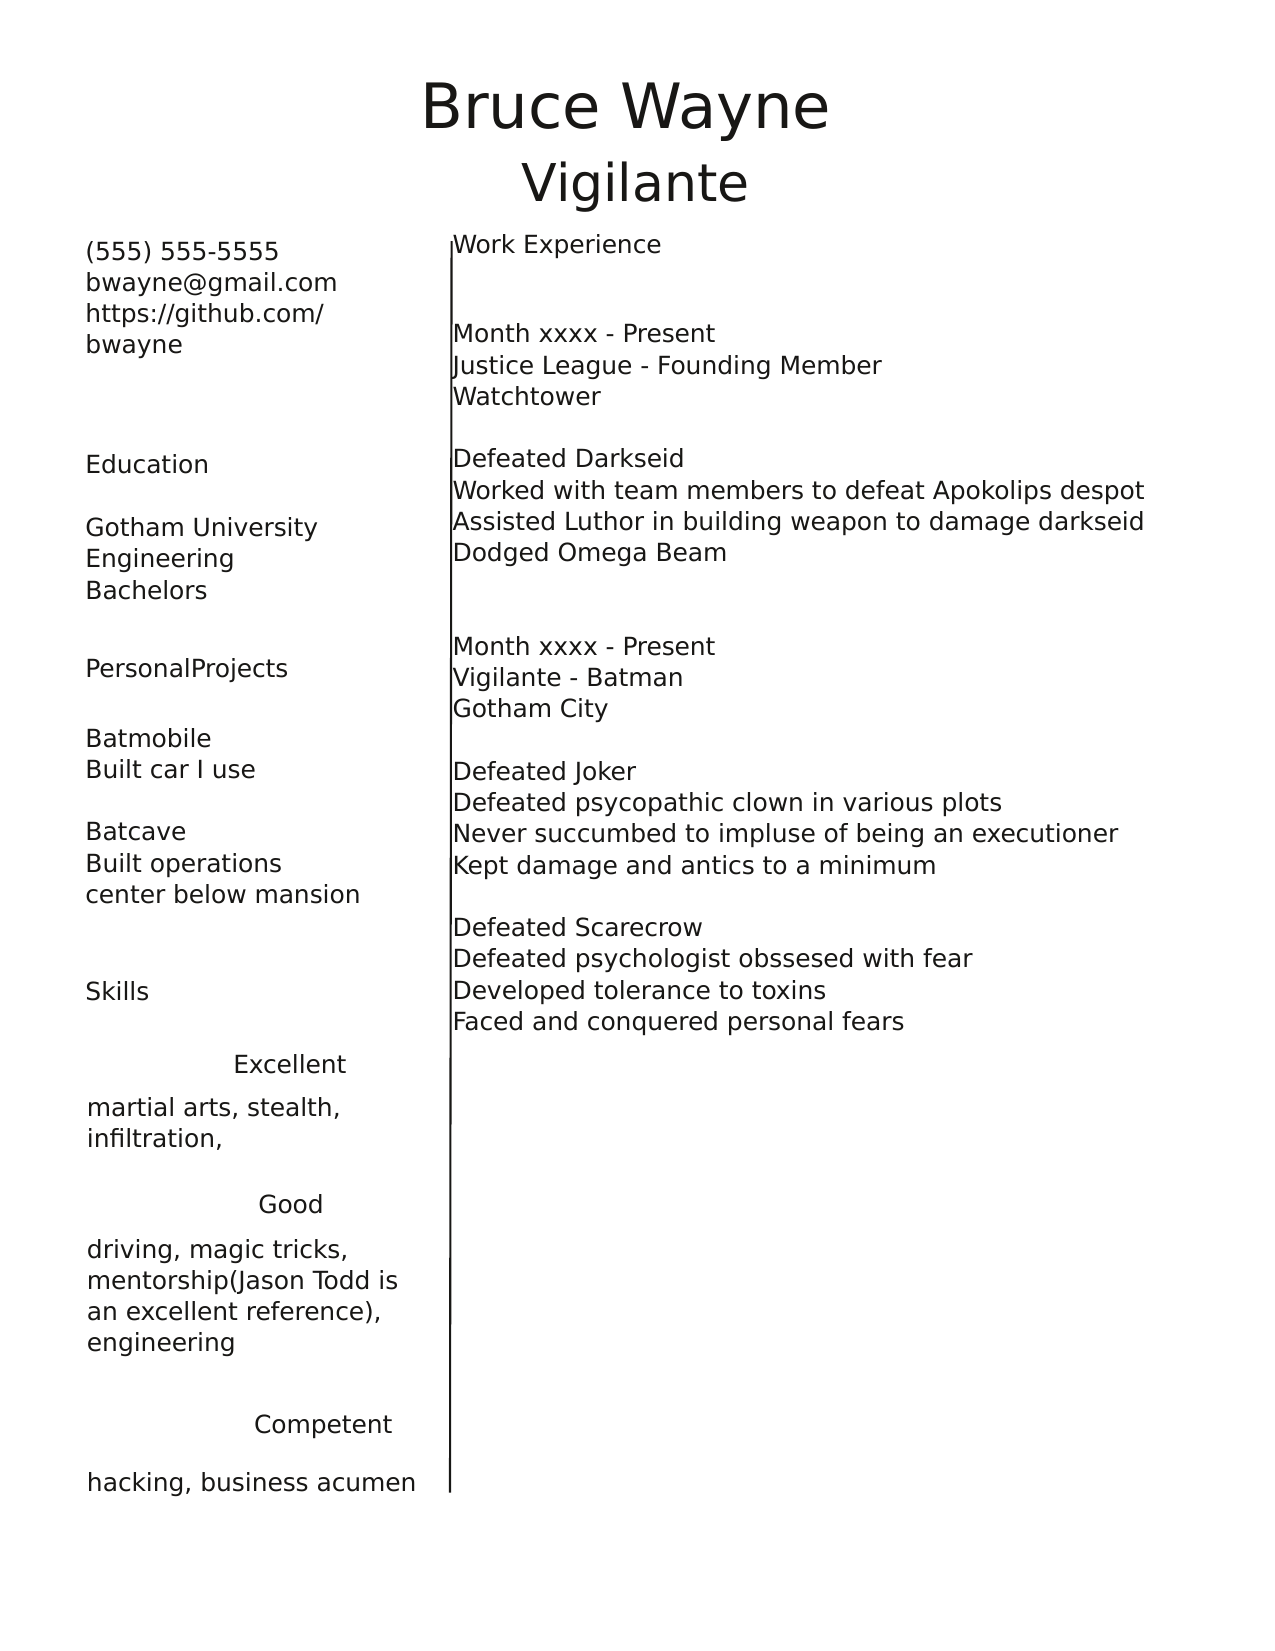 Bruce Wayne
Vigilante
(555) 555-5555
bwayne@gmail.com
https://github.com/
bwayne
Education
Gotham University
Engineering
Bachelors
PersonalProjects
Batmobile
Built car I use
Batcave
Built operations
center below mansion
Skills
Excellent
martial arts, stealth,
infiltration,
Good
driving, magic tricks,
mentorship(Jason Todd is
an excellent reference),
engineering
Competent
hacking, business acumen
Work Experience
Month xxxx - Present
Justice League - Founding Member
Watchtower
Defeated Darkseid
Worked with team members to defeat Apokolips despot
Assisted Luthor in building weapon to damage darkseid
Dodged Omega Beam
Month xxxx - Present
Vigilante - Batman
Gotham City
Defeated Joker
Defeated psycopathic clown in various plots
Never succumbed to impluse of being an executioner
Kept damage and antics to a minimum
Defeated Scarecrow
Defeated psychologist obssesed with fear
Developed tolerance to toxins
Faced and conquered personal fears